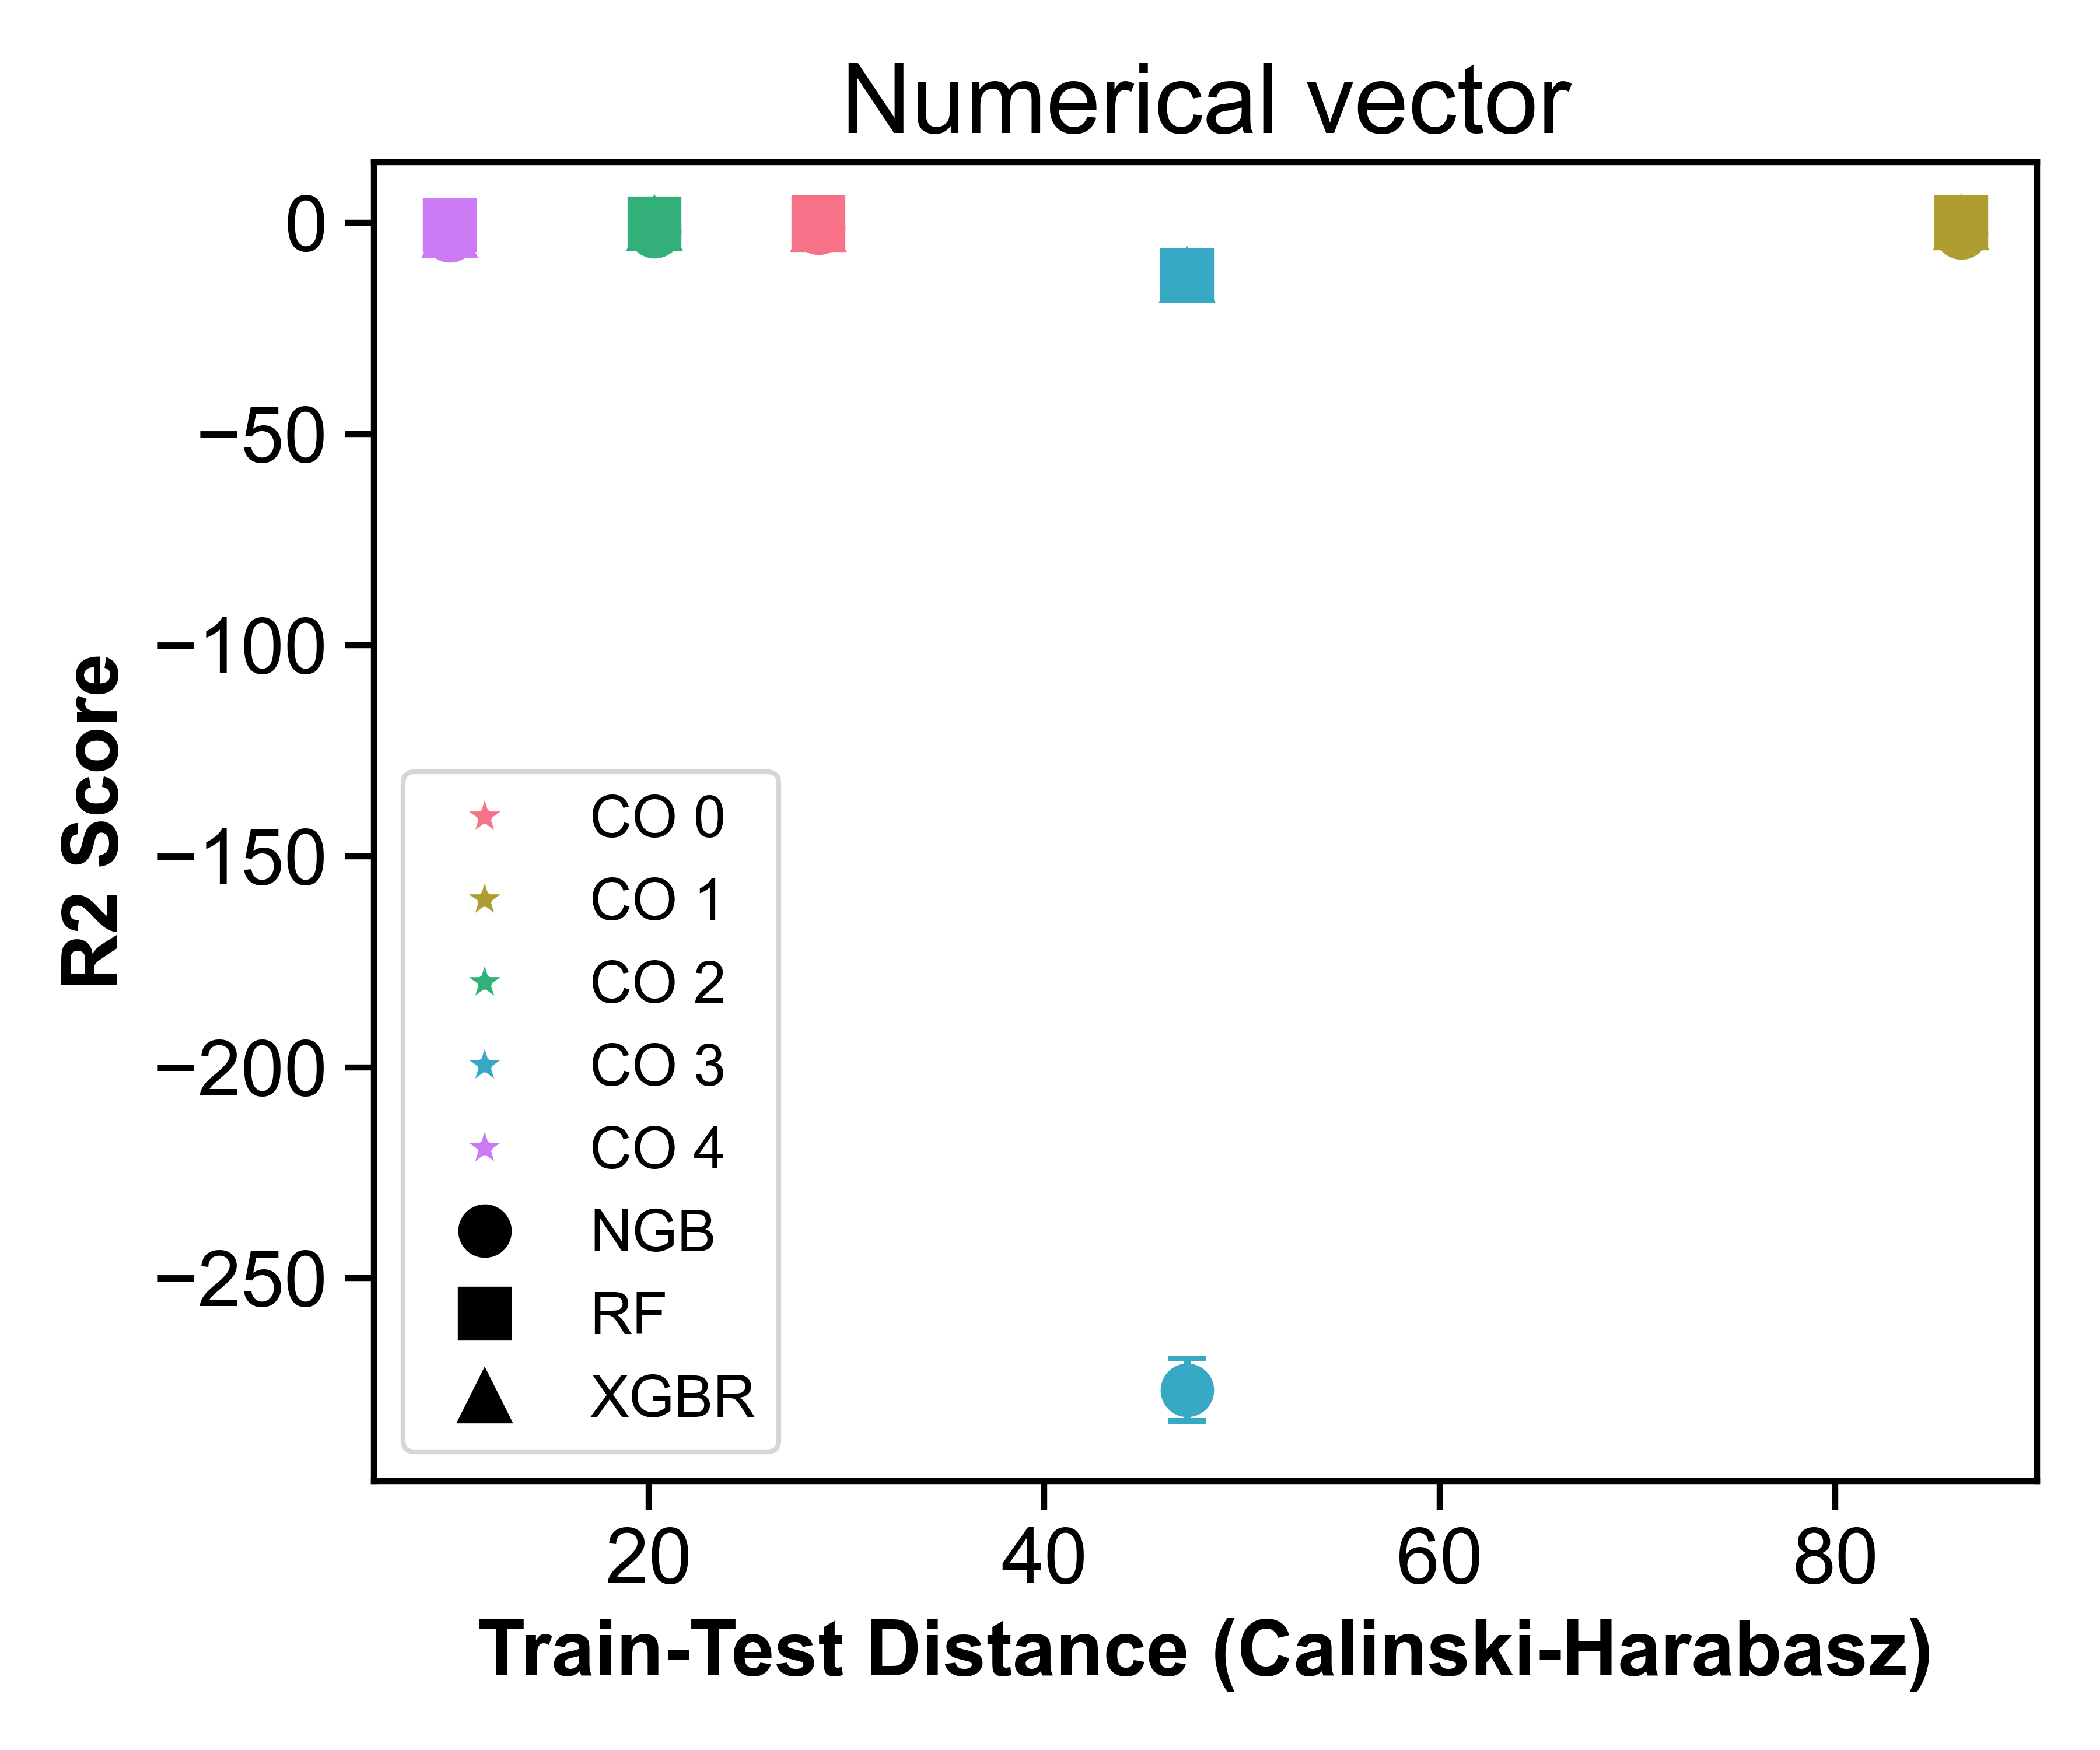 Numerical vector
0
−50
−100
−150
−200
−250
R2 Score
CO 0
CO 1
CO 2
CO 3
CO 4
NGB
RF
XGBR
20 40 60 80
Train-Test Distance (Calinski-Harabasz)